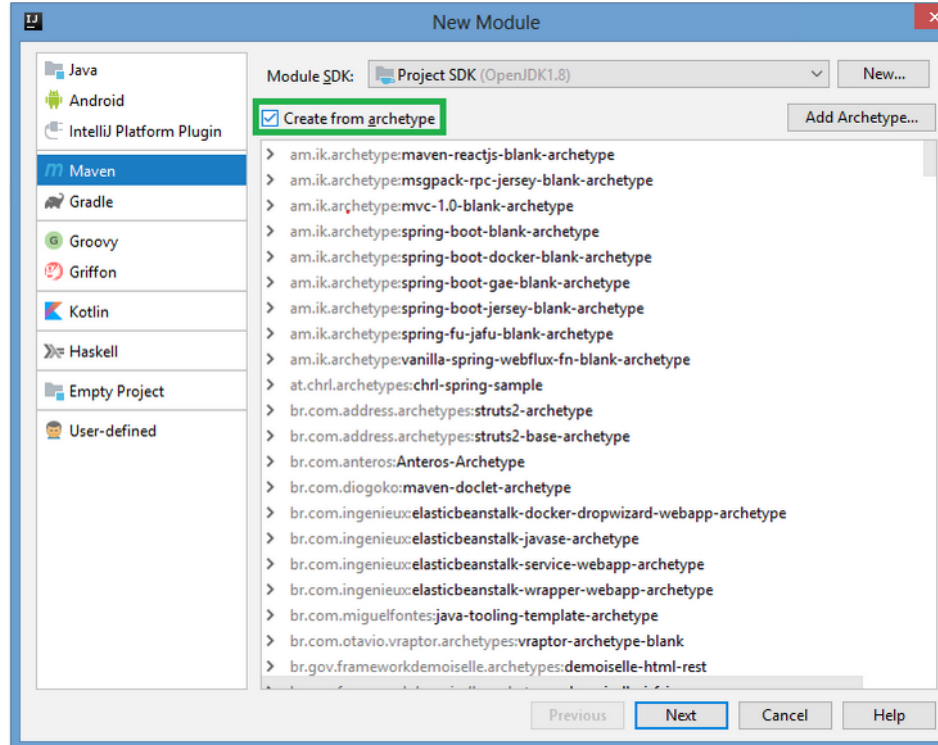 New Module
Java
Android
IntelliJ Platform Plugin
Maven
Gradle
Groovy
Griffon
Kotlin
Haskell
Empty Project
User-defined
Module SDK: Project SDK (OpenJDK1.8) New...
Create from archetype Add Archetype...
am.ik.archetype:maven-reactjs-blank-archetype
am.ik.archetype:msgpack-rpc-jersey-blank-archetype
am.ik.archetype:mvc-1.0-blank-archetype
am.ik.archetype:spring-boot-blank-archetype
am.ik.archetype:spring-boot-docker-blank-archetype
am.ik.archetype:spring-boot-gae-blank-archetype
am.ik.archetype:spring-boot-jersey-blank-archetype
am.ik.archetype:spring-fu-jafu-blank-archetype
am.ik.archetype:vanilla-spring-webflux-fn-blank-archetype
at.chrl.archetypes:chrl-spring-sample
br.com.address.archetypes:struts2-archetype
br.com.address.archetypes:struts2-base-archetype
br.com.anteros:Anteros-Archetype
br.com.diogoko:maven-doclet-archetype
br.com.ingenieux:elasticbeanstalk-docker-dropwizard-webapp-archetype
br.com.ingenieux:elasticbeanstalk-javase-archetype
br.com.ingenieux:elasticbeanstalk-service-webapp-archetype
br.com.ingenieux:elasticbeanstalk-wrapper-webapp-archetype
br.com.miguelfontes:java-tooling-template-archetype
br.com.otavio.vraptor.archetypes:vraptor-archetype-blank
br.gov.frameworkdemoiselle.archetypes:demoiselle-html-rest
Previous Next Cancel Help